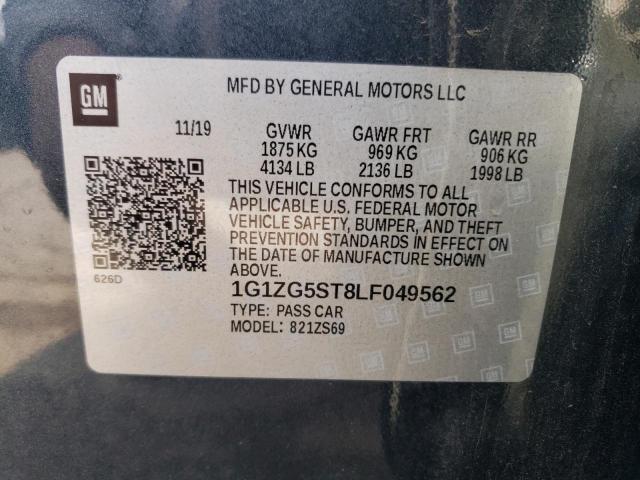 GM
MFD BY GENERAL MOTORS LLC
11/19 GVWR GAWR FRT GAWR RR
1875 KG 969 KG 906 KG
4134 LB 2136 LB 1998 LB
THIS VEHICLE CONFORMS TO ALL
APPLICABLE U.S. FEDERAL MOTOR
VEHICLE SAFETY, BUMPER, AND THEFT
PREVENTION STANDARDS IN EFFECT ON
THE DATE OF MANUFACTURE SHOWN
ABOVE.
626D
1G1ZG5ST8LF049562
TYPE: PASS CAR
MODEL: 821ZS69